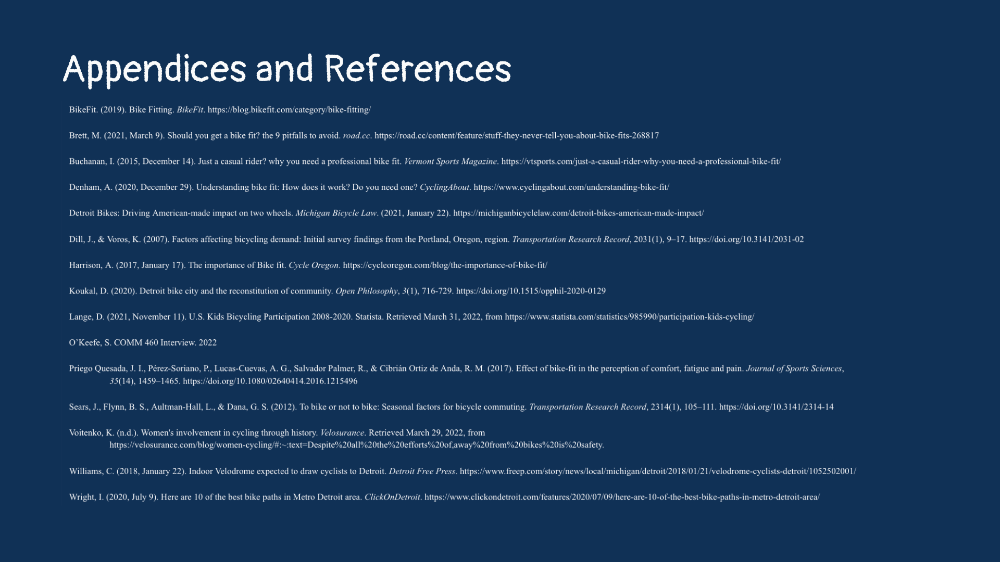 Appendices and References
BikeFit. (2019). Bike Fitting. BikeFit. https://blog.bikefit.com/category/bike-fitting/
Brett, M. (2021, March 9). Should you get a bike fit? the 9 pitfalls to avoid. road.cc. https://road.cc/content/feature/stuff-they-never-tell-you-about-bike-fits-268817
Buchanan, I. (2015, December 14). Just a casual rider? why you need a professional bike fit. Vermont Sports Magazine. https://vtsports.com/just-a-casual-rider-why-you-need-a-professional-bike-fit/
Denham, A. (2020, December 29). Understanding bike fit: How does it work? Do you need one? CyclingAbout. https://www.cyclingabout.com/understanding-bike-fit/
Detroit Bikes: Driving American-made impact on two wheels. Michigan Bicycle Law. (2021, January 22). https://michiganbicyclelaw.com/detroit-bikes-american-made-impact/
Dill, J., & Voros, K. (2007). Factors affecting bicycling demand: Initial survey findings from the Portland, Oregon, region. Transportation Research Record, 2031(1), 9–17. https://doi.org/10.3141/2031-02
Harrison, A. (2017, January 17). The importance of Bike fit. Cycle Oregon. https://cycleoregon.com/blog/the-importance-of-bike-fit/
Koukal, D. (2020). Detroit bike city and the reconstitution of community. Open Philosophy, 3(1), 716-729. https://doi.org/10.1515/opphil-2020-0129
Lange, D. (2021, November 11). U.S. Kids Bicycling Participation 2008-2020. Statista. Retrieved March 31, 2022, from https://www.statista.com/statistics/985990/participation-kids-cycling/
O’Keefe, S. COMM 460 Interview. 2022
Priego Quesada, J. I., Pérez-Soriano, P., Lucas-Cuevas, A. G., Salvador Palmer, R., & Cibrián Ortiz de Anda, R. M. (2017). Effect of bike-fit in the perception of comfort, fatigue and pain. Journal of Sports Sciences,
35(14), 1459–1465. https://doi.org/10.1080/02640414.2016.1215496
Sears, J., Flynn, B. S., Aultman-Hall, L., & Dana, G. S. (2012). To bike or not to bike: Seasonal factors for bicycle commuting. Transportation Research Record, 2314(1), 105–111. https://doi.org/10.3141/2314-14
Voitenko, K. (n.d.). Women's involvement in cycling through history. Velosurance. Retrieved March 29, 2022, from
https://velosurance.com/blog/women-cycling/#:~:text=Despite%20all%20the%20efforts%20of,away%20from%20bikes%20is%20safety.
Williams, C. (2018, January 22). Indoor Velodrome expected to draw cyclists to Detroit. Detroit Free Press. https://www.freep.com/story/news/local/michigan/detroit/2018/01/21/velodrome-cyclists-detroit/1052502001/
Wright, I. (2020, July 9). Here are 10 of the best bike paths in Metro Detroit area. ClickOnDetroit. https://www.clickondetroit.com/features/2020/07/09/here-are-10-of-the-best-bike-paths-in-metro-detroit-area/